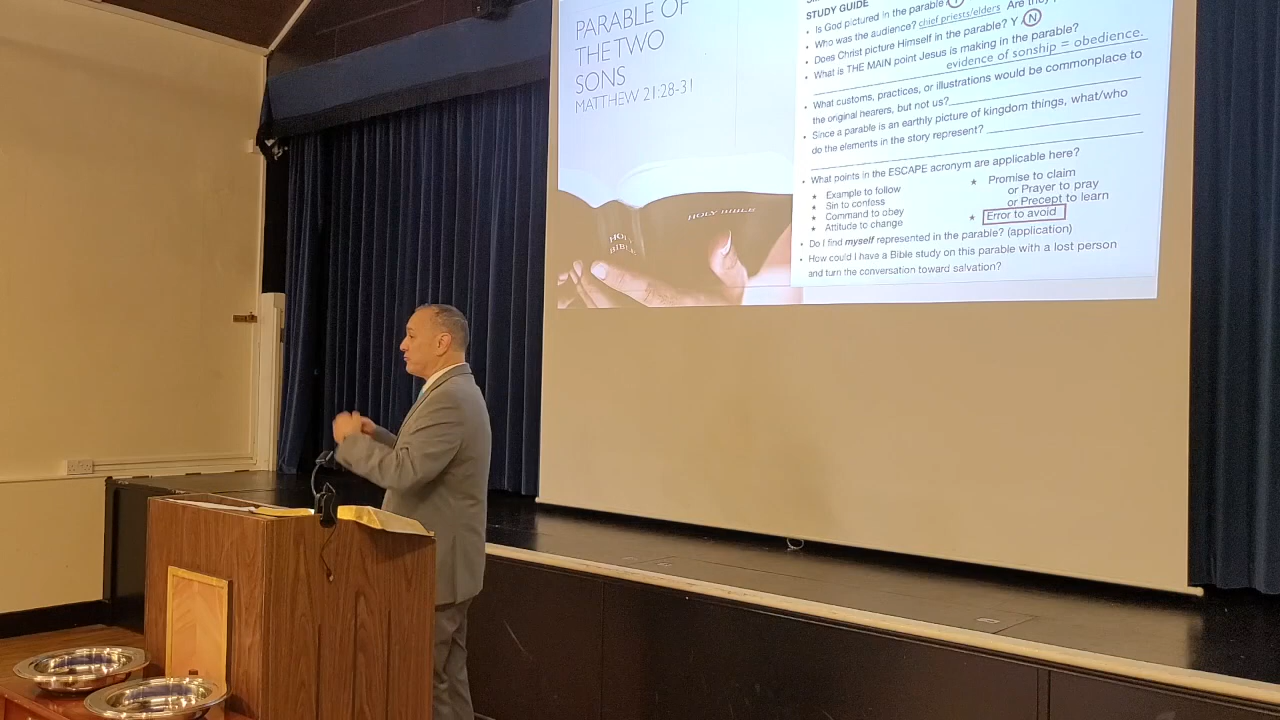 PARABLE OF
THE TWO
SONS
MATTHEW 21:28-31
HOLY BIBLE
HOLY
BIBLE
STUDY GUIDE
• Is God pictured in the parable Y
• Who was the audience? chief priests/elders Are they
• Does Christ picture Himself in the parable? Y N
• What is THE MAIN point Jesus is making in the parable?
evidence of sonship = obedience.
• What customs, practices, or illustrations would be commonplace to
the original hearers, but not us?
• Since a parable is an earthly picture of kingdom things, what/who
do the elements in the story represent?
• What points in the ESCAPE acronym are applicable here?
★ Example to follow
★ Sin to confess
★ Command to obey
★ Attitude to change
★ Promise to claim
or Prayer to pray
or Precept to learn
★ Error to avoid
• Do I find myself represented in the parable? (application)
• How could I have a Bible study on this parable with a lost person
and turn the conversation toward salvation?